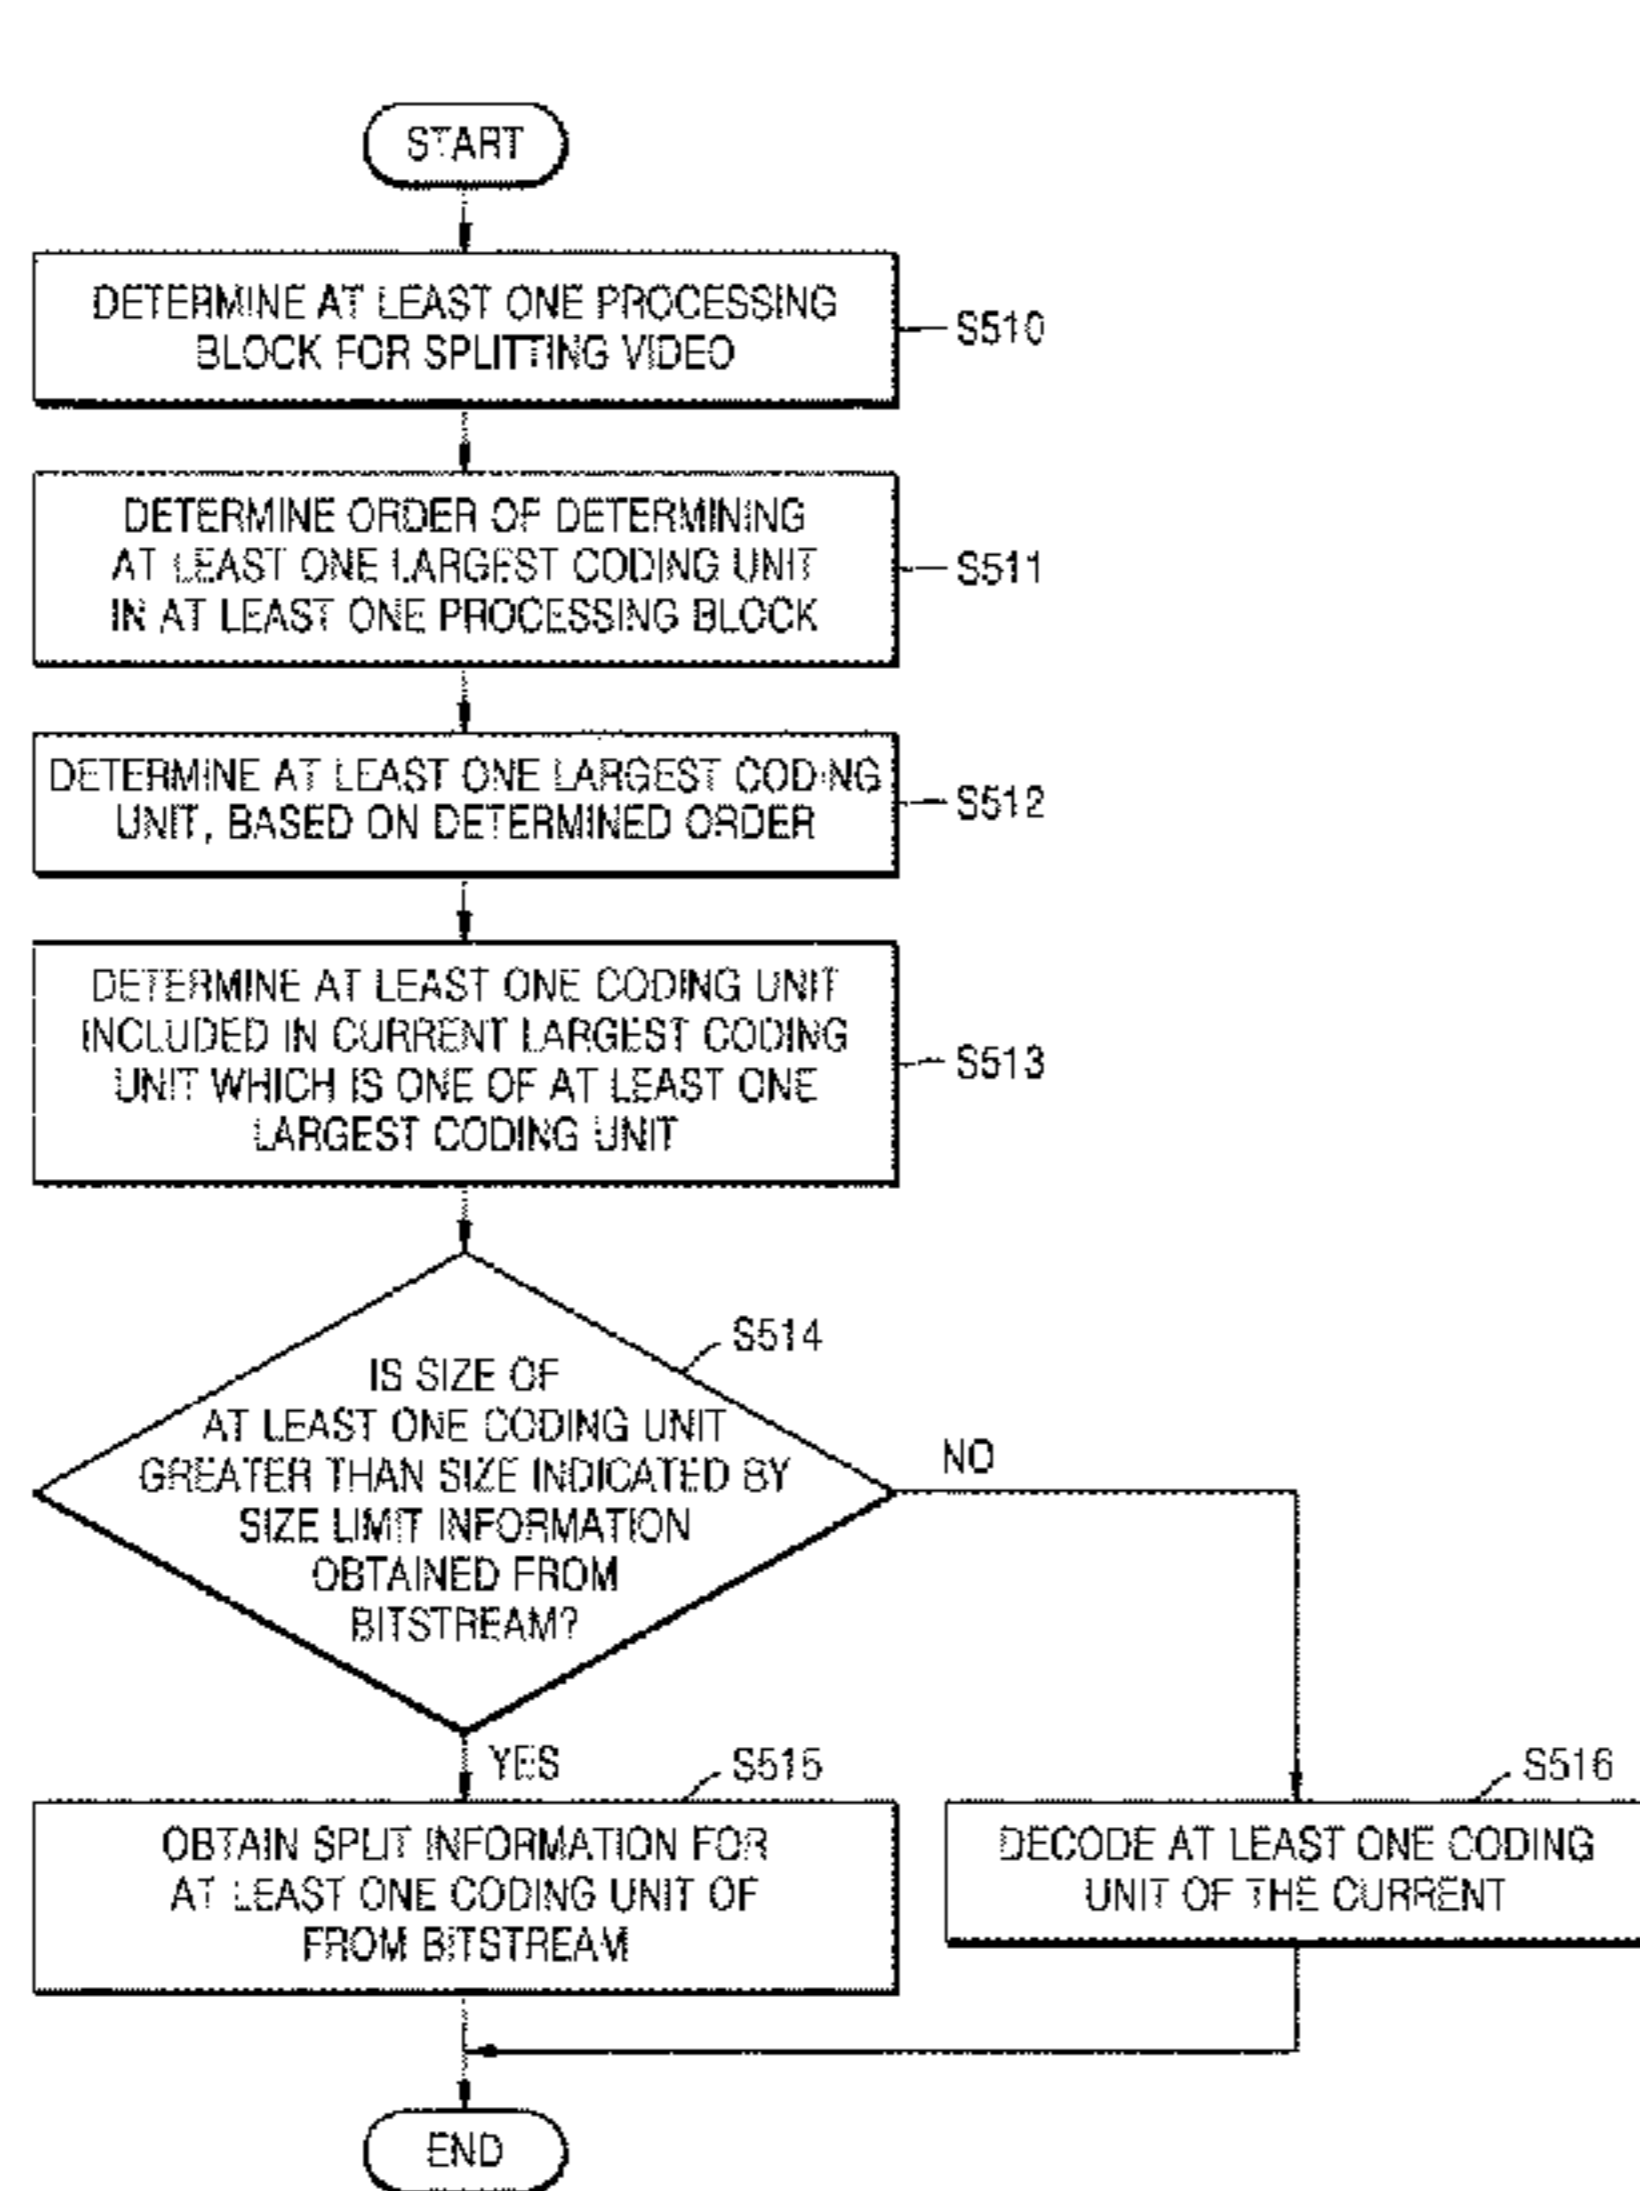 START
DETERMINE AT LEAST ONE PROCESSING
BLOCK FOR SPLITTING VIDEO
S510
DETERMINE ORDER OF DETERMINING
AT LEAST ONE LARGEST CODING UNIT
IN AT LEAST ONE PROCESSING BLOCK
S511
DETERMINE AT LEAST ONE LARGEST CODING
UNIT, BASED ON DETERMINED ORDER
S512
DETERMINE AT LEAST ONE CODING UNIT
INCLUDED IN CURRENT LARGEST CODING
UNIT WHICH IS ONE OF AT LEAST ONE
LARGEST CODING UNIT
S513
S514
IS SIZE OF
AT LEAST ONE CODING UNIT
GREATER THAN SIZE INDICATED BY
SIZE LIMIT INFORMATION
OBTAINED FROM
BITSTREAM?
NO
YES
S515
OBTAIN SPLIT INFORMATION FOR
AT LEAST ONE CODING UNIT OF
FROM BITSTREAM
S516
DECODE AT LEAST ONE CODING
UNIT OF THE CURRENT
END